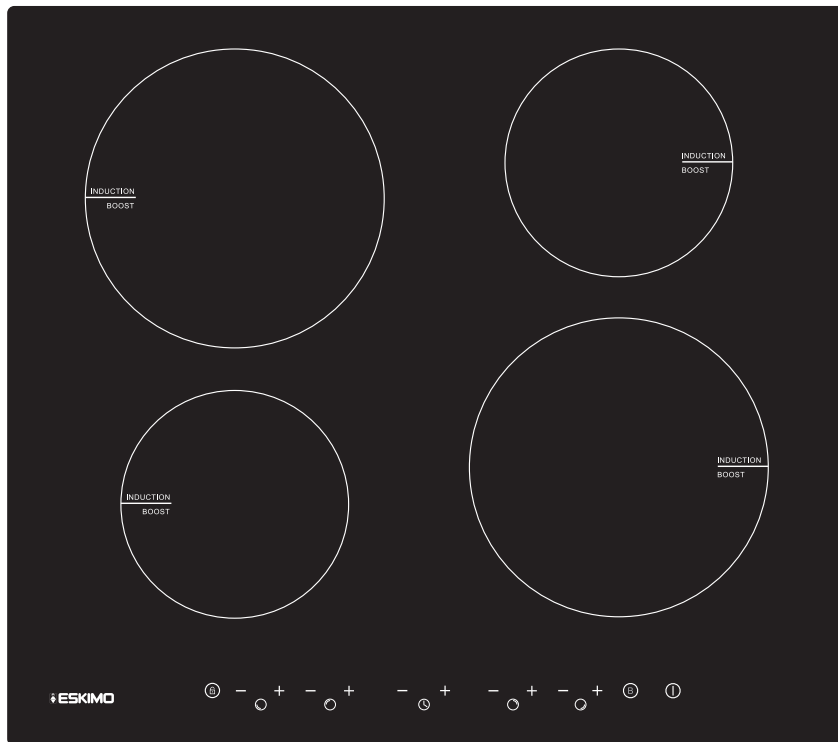 INDUCTION
BOOST
INDUCTION
BOOST
INDUCTION
BOOST
INDUCTION
BOOST
ESKIMO
− + − + − + − + − + B